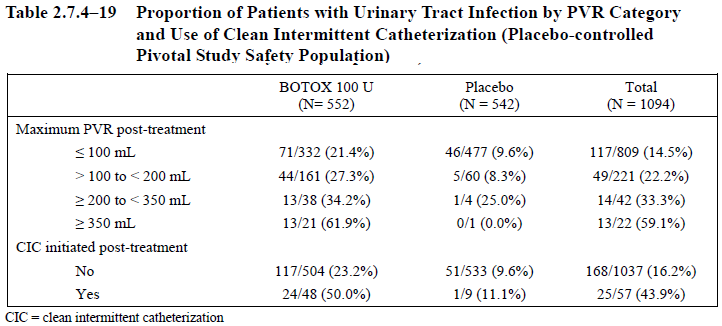 Table 2.7.4–19 Proportion of Patients with Urinary Tract Infection by PVR Category
and Use of Clean Intermittent Catheterization (Placebo-controlled
Pivotal Study Safety Population)
BOTOX 100 U Placebo Total
(N= 552) (N = 542) (N = 1094)
Maximum PVR post-treatment
≤ 100 mL 71/332 (21.4%) 46/477 (9.6%) 117/809 (14.5%)
> 100 to < 200 mL 44/161 (27.3%) 5/60 (8.3%) 49/221 (22.2%)
≥ 200 to < 350 mL 13/38 (34.2%) 1/4 (25.0%) 14/42 (33.3%)
≥ 350 mL 13/21 (61.9%) 0/1 (0.0%) 13/22 (59.1%)
CIC initiated post-treatment
No 117/504 (23.2%) 51/533 (9.6%) 168/1037 (16.2%)
Yes 24/48 (50.0%) 1/9 (11.1%) 25/57 (43.9%)
CIC = clean intermittent catheterization